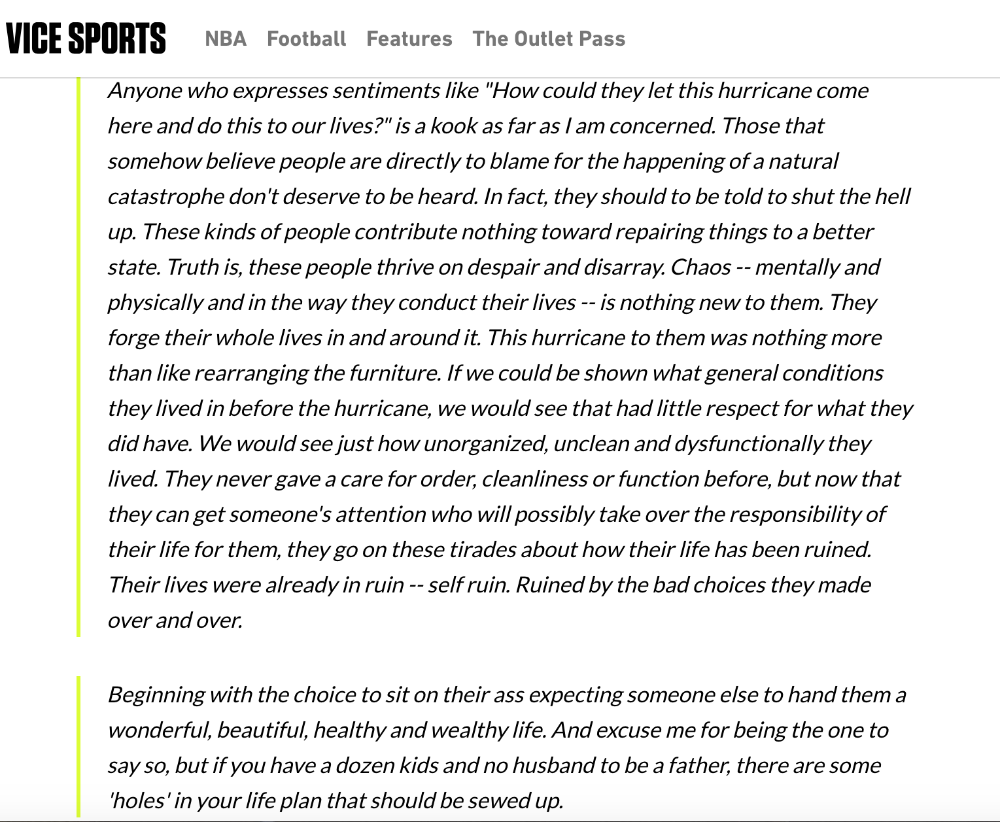 VICE SPORTS NBA Football Features The Outlet Pass
Anyone who expresses sentiments like "How could they let this hurricane come
here and do this to our lives?" is a kook as far as I am concerned. Those that
somehow believe people are directly to blame for the happening of a natural
catastrophe don't deserve to be heard. In fact, they should to be told to shut the hell
up. These kinds of people contribute nothing toward repairing things to a better
state. Truth is, these people thrive on despair and disarray. Chaos -- mentally and
physically and in the way they conduct their lives -- is nothing new to them. They
forge their whole lives in and around it. This hurricane to them was nothing more
than like rearranging the furniture. If we could be shown what general conditions
they lived in before the hurricane, we would see that had little respect for what they
did have. We would see just how unorganized, unclean and dysfunctionally they
lived. They never gave a care for order, cleanliness or function before, but now that
they can get someone's attention who will possibly take over the responsibility of
their life for them, they go on these tirades about how their life has been ruined.
Their lives were already in ruin -- self ruin. Ruined by the bad choices they made
over and over.
Beginning with the choice to sit on their ass expecting someone else to hand them a
wonderful, beautiful, healthy and wealthy life. And excuse me for being the one to
say so, but if you have a dozen kids and no husband to be a father, there are some
'holes' in your life plan that should be sewed up.